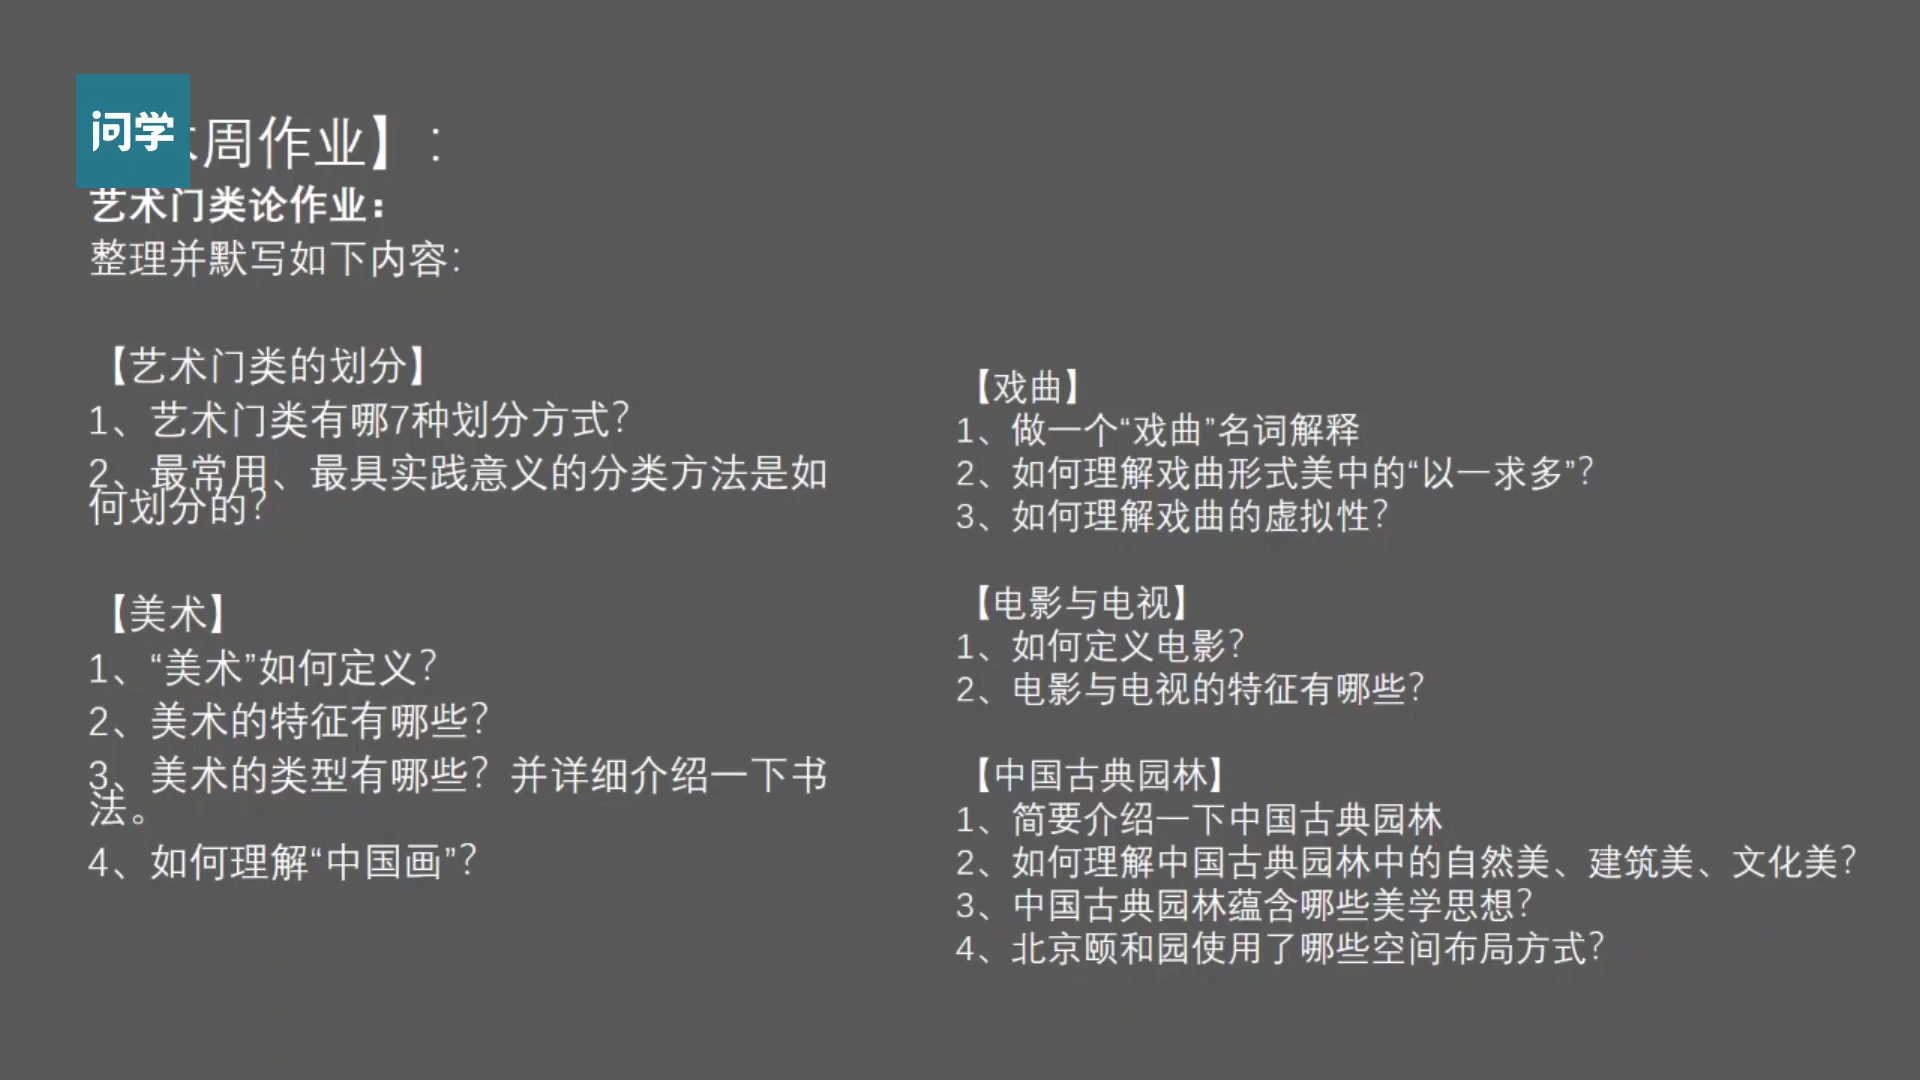 问学
周作业】：
艺术门类论作业：
整理并默写如下内容：
【艺术门类的划分】
1、艺术门类有哪7种划分方式？
2、最常用、最具实践意义的分类方法是如
何划分的？
【美术】
1、“美术”如何定义？
2、美术的特征有哪些？
3、美术的类型有哪些？并详细介绍一下书
法。
4、如何理解“中国画”？
【戏曲】
1、做一个“戏曲”名词解释
2、如何理解戏曲形式美中的“以一求多”？
3、如何理解戏曲的虚拟性？
【电影与电视】
1、如何定义电影？
2、电影与电视的特征有哪些？
【中国古典园林】
1、简要介绍一下中国古典园林
2、如何理解中国古典园林中的自然美、建筑美、文化美？
3、中国古典园林蕴含哪些美学思想？
4、北京颐和园使用了哪些空间布局方式？